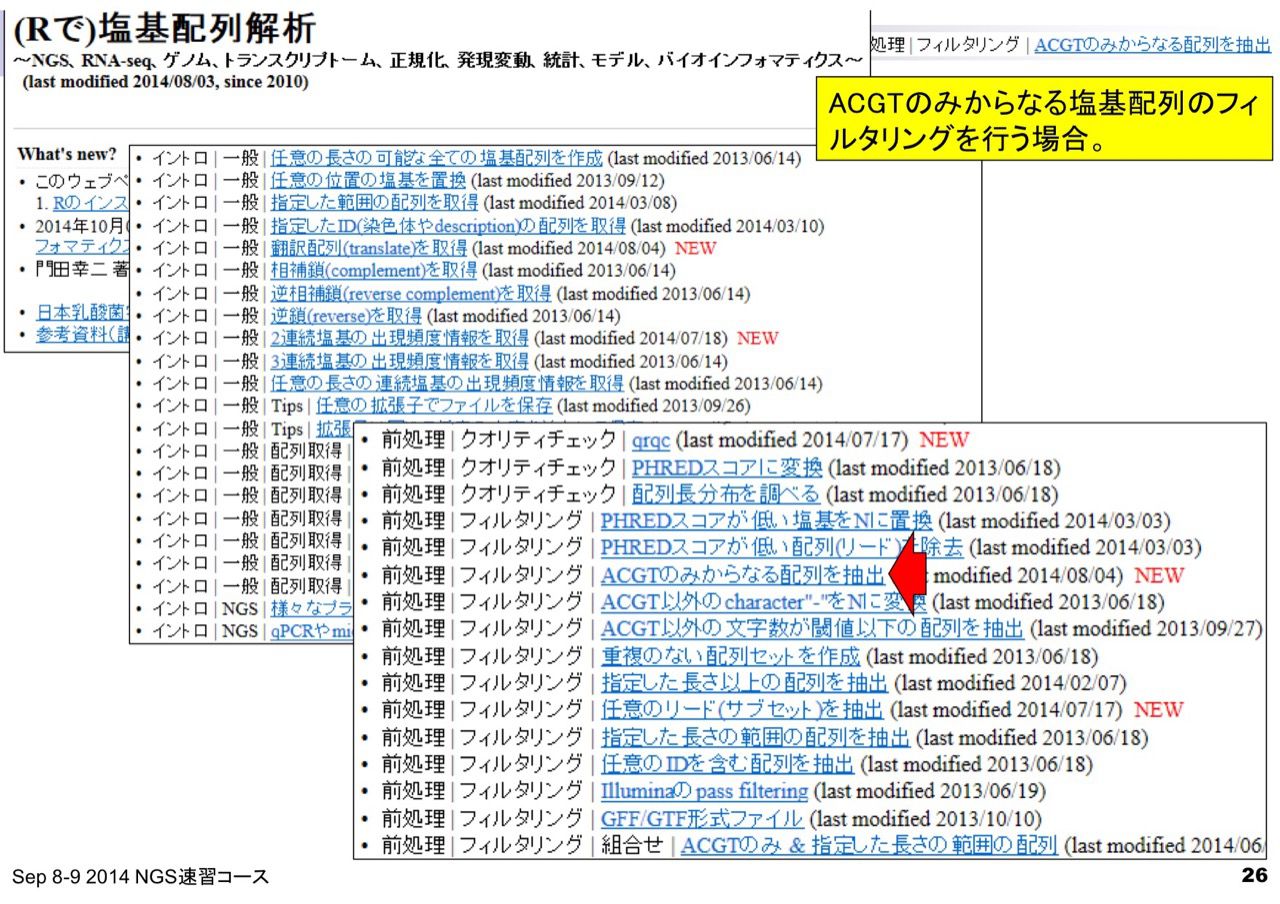 (Rで)塩基配列解析
～NGS、RNA-seq、ゲノム、トランスクリプトーム、正規化、発現変動、統計、モデル、バイオインフォマティクス～
(last modified 2014/08/03, since 2010)
処理 | フィルタリング | ACGTのみからなる配列を抽出
ACGTのみからなる塩基配列のフィ
ルタリングを行う場合。
What's new?
• このウェブペ
1. Rのインス
• 2014年10月
フォマティクス
• 門田幸二 著
• 日本乳酸菌
• 参考資料(講
• イントロ | 一般 | 任意の長さの可能な全ての塩基配列を作成 (last modified 2013/06/14)
• イントロ | 一般 | 任意の位置の塩基を置換 (last modified 2013/09/12)
• イントロ | 一般 | 指定した範囲の配列を取得 (last modified 2014/03/08)
• イントロ | 一般 | 指定したID(染色体やdescription)の配列を取得 (last modified 2014/03/10)
• イントロ | 一般 | 翻訳配列(translate)を取得 (last modified 2014/08/04) NEW
• イントロ | 一般 | 相補鎖(complement)を取得 (last modified 2013/06/14)
• イントロ | 一般 | 逆相補鎖(reverse complement)を取得 (last modified 2013/06/14)
• イントロ | 一般 | 逆鎖(reverse)を取得 (last modified 2013/06/14)
• イントロ | 一般 | 2連続塩基の出現頻度情報を取得 (last modified 2014/07/18) NEW
• イントロ | 一般 | 3連続塩基の出現頻度情報を取得 (last modified 2013/06/14)
• イントロ | 一般 | 任意の長さの連続塩基の出現頻度情報を取得 (last modified 2013/06/14)
• イントロ | 一般 | Tips | 任意の拡張子でファイルを保存 (last modified 2013/09/26)
• イントロ | 一般 | Tips | 拡張
• イントロ | 一般 | 配列取得 |
• イントロ | 一般 | 配列取得 |
• イントロ | 一般 | 配列取得 |
• イントロ | 一般 | 配列取得 |
• イントロ | 一般 | 配列取得 |
• イントロ | 一般 | 配列取得 |
• イントロ | 一般 | 配列取得 |
• イントロ | NGS | 様々なプラ
• イントロ | NGS | qPCRやmi
• 前処理 | クオリティチェック | qrqc (last modified 2014/07/17) NEW
• 前処理 | クオリティチェック | PHREDスコアに変換 (last modified 2013/06/18)
• 前処理 | クオリティチェック | 配列長分布を調べる (last modified 2013/06/18)
• 前処理 | フィルタリング | PHREDスコアが低い塩基をNに置換 (last modified 2014/03/03)
• 前処理 | フィルタリング | PHREDスコアが低い配列(リード)を除去 (last modified 2014/03/03)
• 前処理 | フィルタリング | ACGTのみからなる配列を抽出 modified 2014/08/04) NEW
• 前処理 | フィルタリング | ACGT以外のcharacter"-"をNに変換 (last modified 2013/06/18)
• 前処理 | フィルタリング | ACGT以外の文字数が閾値以下の配列を抽出 (last modified 2013/09/27)
• 前処理 | フィルタリング | 重複のない配列セットを作成 (last modified 2013/06/18)
• 前処理 | フィルタリング | 指定した長さ以上の配列を抽出 (last modified 2014/02/07)
• 前処理 | フィルタリング | 任意のリード(サブセット)を抽出 (last modified 2014/07/17) NEW
• 前処理 | フィルタリング | 指定した長さの範囲の配列を抽出 (last modified 2013/06/18)
• 前処理 | フィルタリング | 任意のIDを含む配列を抽出 (last modified 2013/06/18)
• 前処理 | フィルタリング | Illuminaのpass filtering (last modified 2013/06/19)
• 前処理 | フィルタリング | GFF/GTF形式ファイル (last modified 2013/10/10)
• 前処理 | フィルタリング | 組合せ | ACGTのみ & 指定した長さの範囲の配列 (last modified 2014/06/
Sep 8-9 2014 NGS速習コース
26